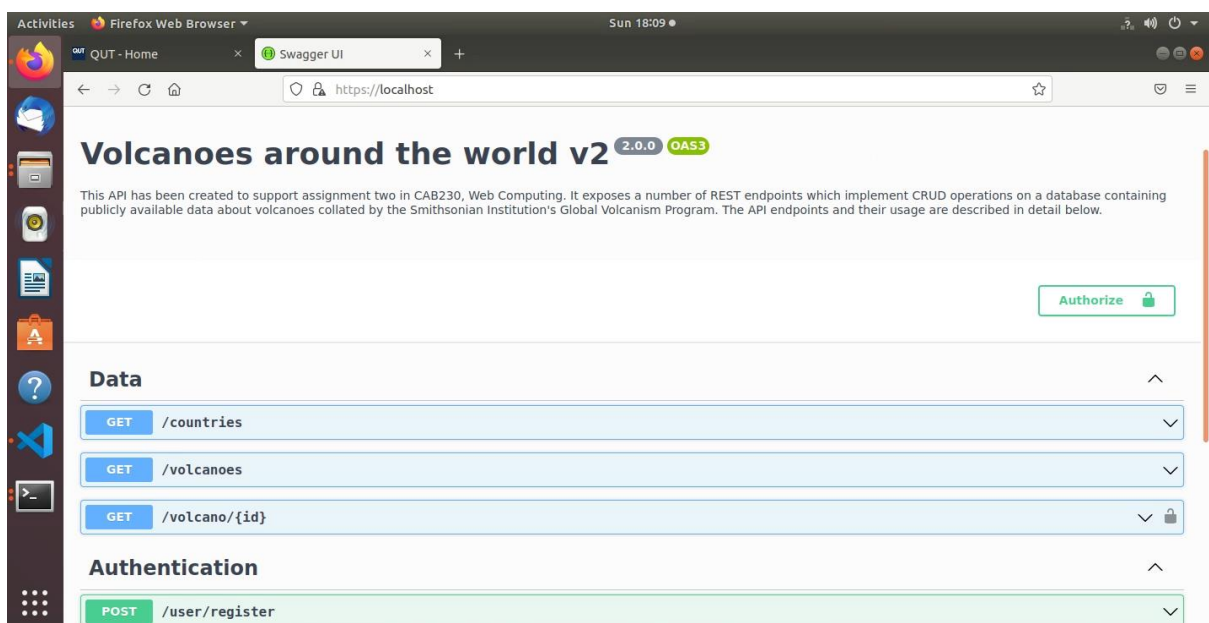 Activities Firefox Web Browser Sun 18:09
QUT QUT - Home Swagger UI
https://localhost
Volcanoes around the world v2 2.0.0 OAS3
This API has been created to support assignment two in CAB230, Web Computing. It exposes a number of REST endpoints which implement CRUD operations on a database containing
publicly available data about volcanoes collated by the Smithsonian Institution's Global Volcanism Program. The API endpoints and their usage are described in detail below.
Authorize
Data
GET /countries
GET /volcanoes
GET /volcano/{id}
Authentication
POST /user/register